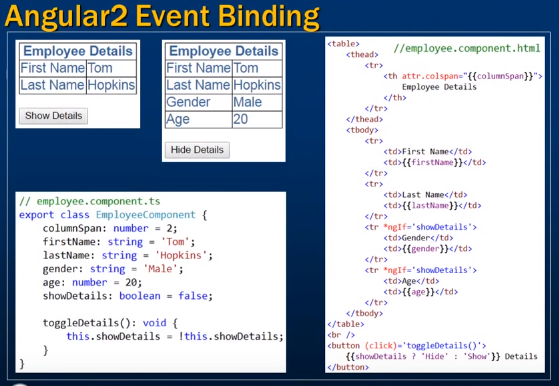 Angular2 Event Binding
Employee Details
First Name Tom
Last Name Hopkins
Show Details
Employee Details
First Name Tom
Last Name Hopkins
Gender Male
Age 20
Hide Details
// employee.component.ts
export class EmployeeComponent {
    columnSpan: number = 2;
    firstName: string = 'Tom';
    lastName: string = 'Hopkins';
    gender: string = 'Male';
    age: number = 20;
    showDetails: boolean = false;
    toggleDetails(): void {
        this.showDetails = !this.showDetails;
    }
}
<table> //employee.component.html
    <thead>
        <tr>
            <th attr.colspan="{{columnSpan}}">
                Employee Details
            </th>
        </tr>
    </thead>
    <tbody>
        <tr>
            <td>First Name</td>
            <td>{{firstName}}</td>
        </tr>
        <tr>
            <td>Last Name</td>
            <td>{{lastName}}</td>
        </tr>
        <tr *ngIf='showDetails'>
            <td>Gender</td>
            <td>{{gender}}</td>
        </tr>
        <tr *ngIf='showDetails'>
            <td>Age</td>
            <td>{{age}}</td>
        </tr>
    </tbody>
</table>
<br />
<button (click)='toggleDetails()'>
    {{showDetails ? 'Hide' : 'Show'}} Details
</button>